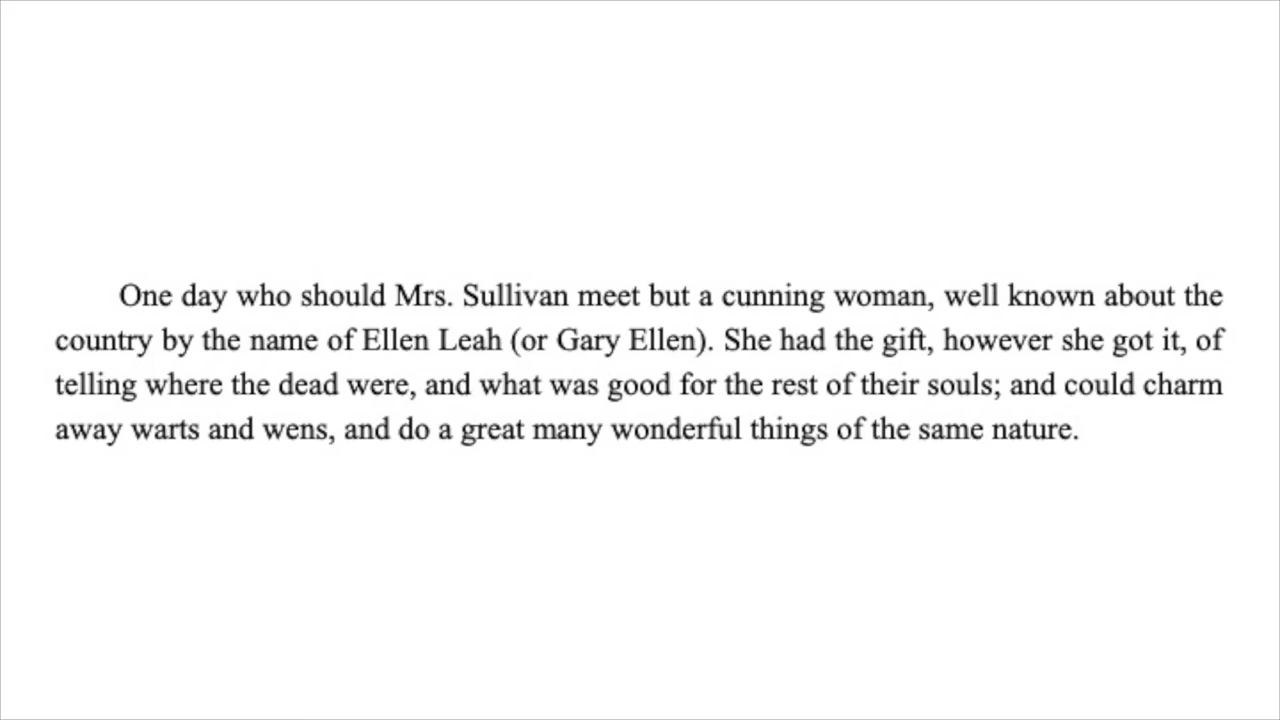 One day who should Mrs. Sullivan meet but a cunning woman, well known about the
country by the name of Ellen Leah (or Gary Ellen). She had the gift, however she got it, of
telling where the dead were, and what was good for the rest of their souls; and could charm
away warts and wens, and do a great many wonderful things of the same nature.